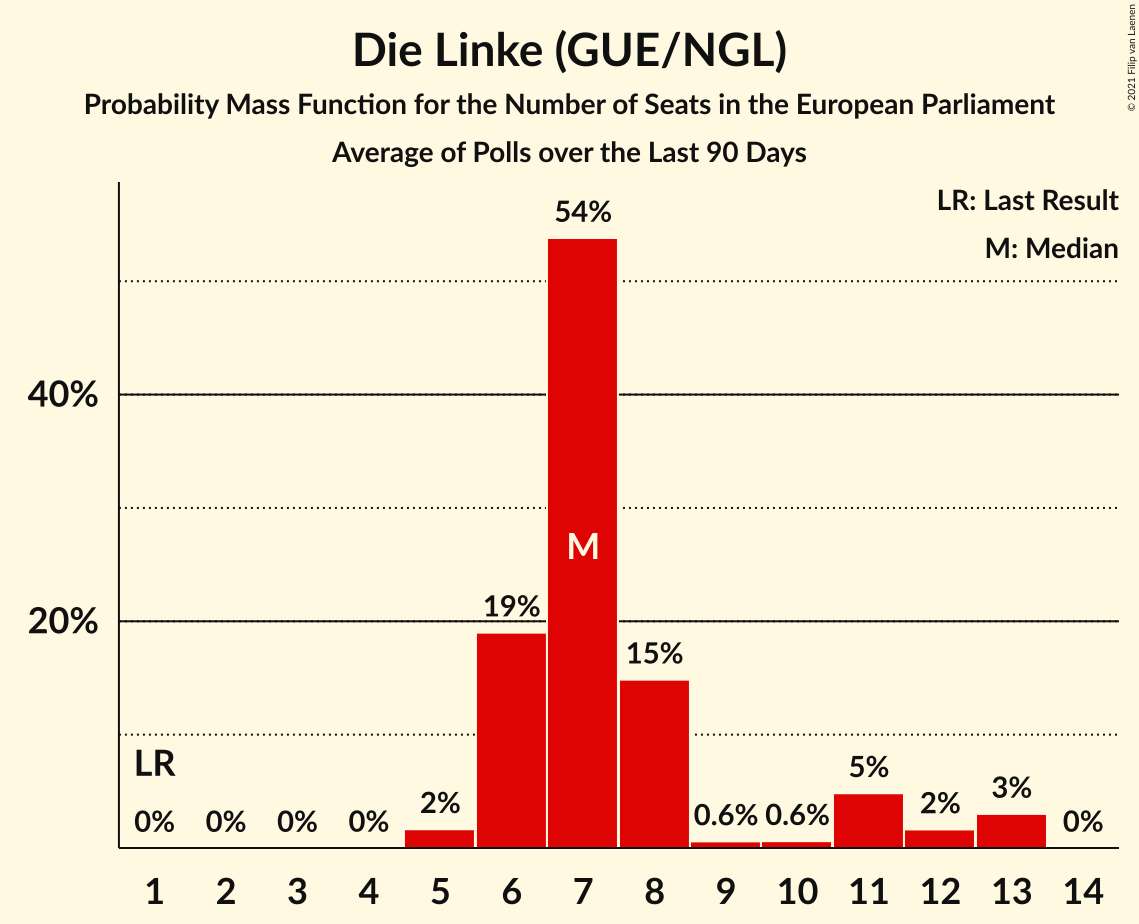 Die Linke (GUE/NGL)
Probability Mass Function for the Number of Seats in the European Parliament
Average of Polls over the Last 90 Days
© 2021 Filip van Laenen
LR: Last Result
M: Median
54%
40%
M
19%
20%
15%
LR
5%
3%
2%
2%
0% 0% 0% 0% 0.6% 0.6% 0%
1 2 3 4 5 6 7 8 9 10 11 12 13 14